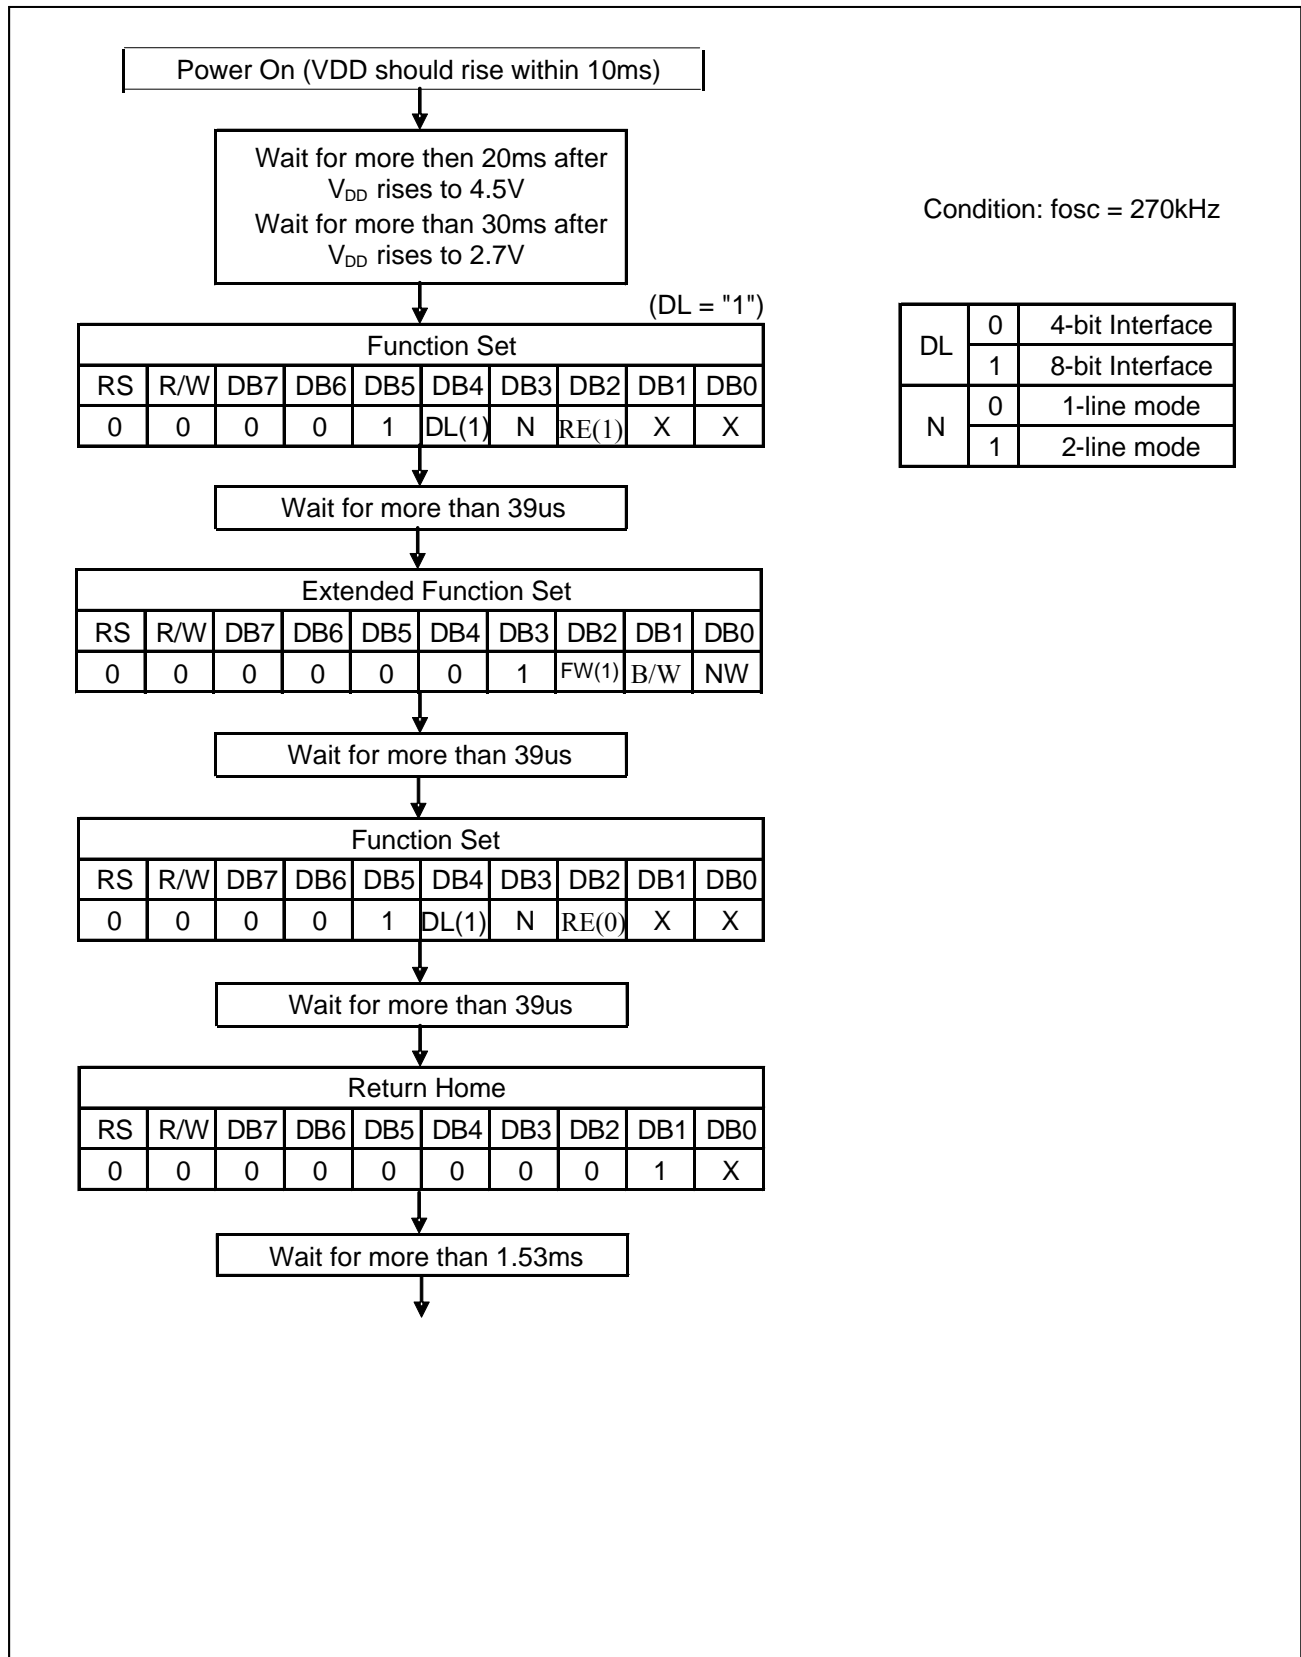 Power On (VDD should rise within 10ms)
Wait for more then 20ms after
VDD rises to 4.5V
Wait for more than 30ms after
VDD rises to 2.7V
Condition: fosc = 270kHz
(DL = "1")
DL 0 4-bit Interface
1 8-bit Interface
N 0 1-line mode
1 2-line mode
Function Set
RS R/W DB7 DB6 DB5 DB4 DB3 DB2 DB1 DB0
0 0 0 0 1 DL(1) N RE(1) X X
Wait for more than 39us
Extended Function Set
RS R/W DB7 DB6 DB5 DB4 DB3 DB2 DB1 DB0
0 0 0 0 0 0 1 FW(1) B/W NW
Wait for more than 39us
Function Set
RS R/W DB7 DB6 DB5 DB4 DB3 DB2 DB1 DB0
0 0 0 0 1 DL(1) N RE(0) X X
Wait for more than 39us
Return Home
RS R/W DB7 DB6 DB5 DB4 DB3 DB2 DB1 DB0
0 0 0 0 0 0 0 0 1 X
Wait for more than 1.53ms